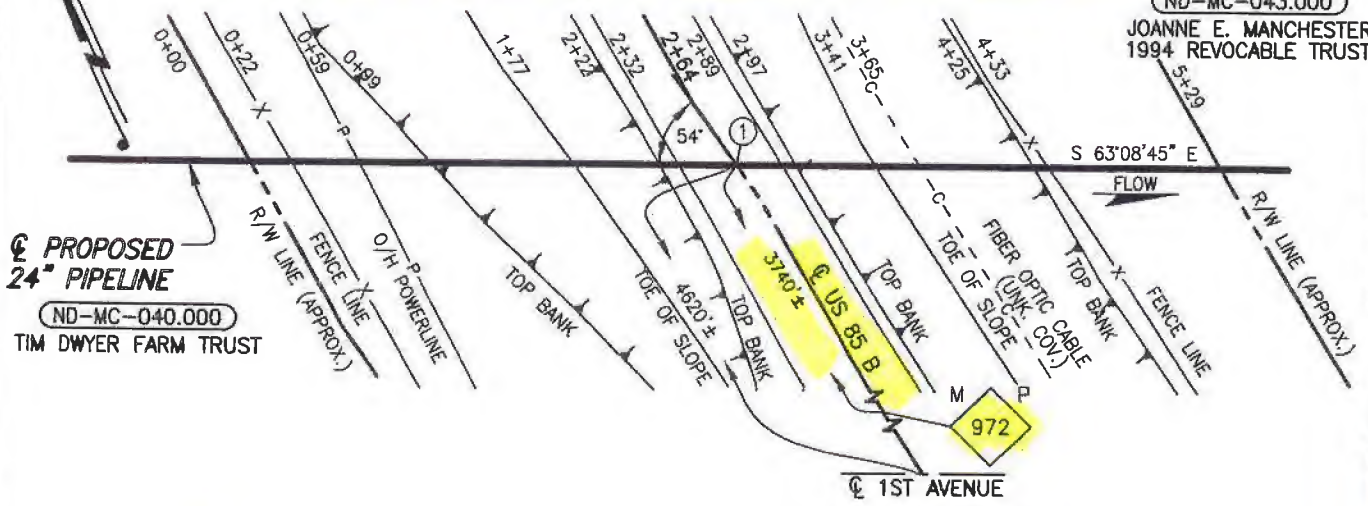 ND-MC-043.000
JOANNE E. MANCHESTER
1994 REVOCABLE TRUST
0+00
0+22
0+59
0+99
1+77
2+22
2+32
2+64
2+89
2+97
3+41
3+65
4+25
4+33
5+29
X
P
C
X
54°
1
S 63°08'45" E
FLOW
℄ PROPOSED
24" PIPELINE
ND-MC-040.000
TIM DWYER FARM TRUST
R/W LINE (APPROX.)
FENCE LINE
X
O/H POWERLINE
P
TOP BANK
TOE OF SLOPE
4620'±
TOP BANK
3740'±
℄ US 85 B
TOP BANK
TOE OF SLOPE
C
C
C
FIBER OPTIC CABLE
(UNK. COV.)
TOP BANK
X
FENCE LINE
R/W LINE (APPROX.)
M P
972
℄ 1ST AVENUE